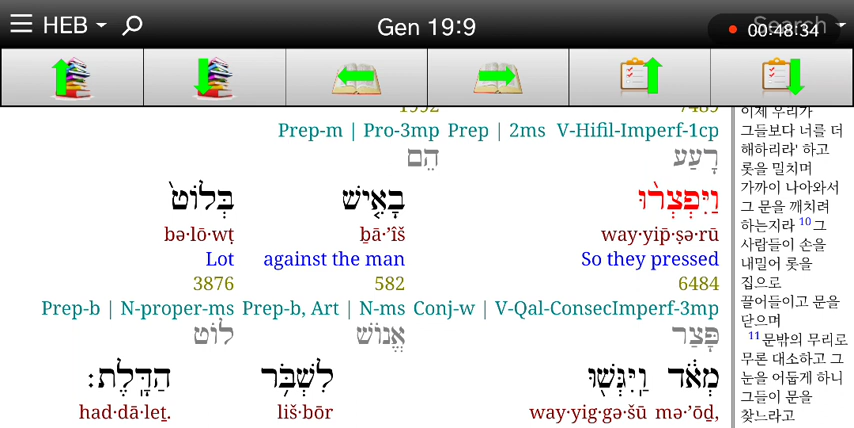 HEB
Gen 19:9
Search
00:48:34
1992 7489
Prep-m | Pro-3mp Prep | 2ms V-Hifil-Imperf-1cp
הֵם רָעַע
וַיִּפְצְר֨וּ בָאִ֤ישׁ בְּלוֹט֙
way·yip̄·ṣə·rū ḇā·’îš bə·lō·wṭ
So they pressed against the man Lot
6484 582 3876
Prep-b | N-proper-ms Prep-b, Art | N-ms Conj-w | V-Qal-ConsecImperf-3mp
פָּצַר אֱנוֹשׁ לוֹט
מְאֹ֔ד וַֽיִּגְּשׁ֖וּ לִשְׁבֹּ֥ר הַדָּֽלֶת׃
mə·’ōḏ, way·yig·gə·šū liš·bōr had·dā·leṯ.
이제 우리가
그들보다 너를 더
해하리라' 하고
롯을 밀치며
가까이 나아와서
그 문을 깨치려
하는지라 10 그
사람들이 손을
내밀어 롯을
집으로
끌어들이고 문을
닫으며
11 문밖의 무리로
무론 대소하고 그
눈을 어둡게 하니
그들이 문을
찾느라고